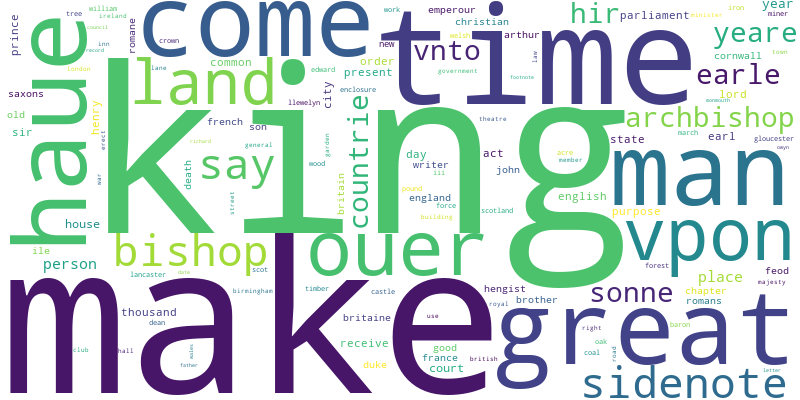 king
make
time
come
haue
man
great
ouer
vpon
land
say
bishop
sidenote
sonne
archbishop
earle
yeare
hir
vnto
countrie
parliament
year
miner
iron
minister
emperour
christian
arthur
work
welsh
new
order
government
law
footnote
william
ireland
tree
council
record
inn
prince
romane
crown
lane
london
saxons
old
sir
henry
erect
war
common
edward
present
city
llewelyn
enclosure
french
son
general
richard
garden
wood
death
street
britain
theatre
cornwall
town
lord
monmouth
march
gloucester
owyn
state
earl
act
john
day
writer
iii
acre
member
pound
england
force
building
scotland
english
purpose
house
ile
person
lancaster
scot
date
birmingham
timber
castle
hengist
royal
brother
forest
place
feod
majesty
chapter
romans
baron
thousand
dean
club
hall
wales
father
britaine
use
receive
good
france
british
duke
court
right
oak
coal
road
letter